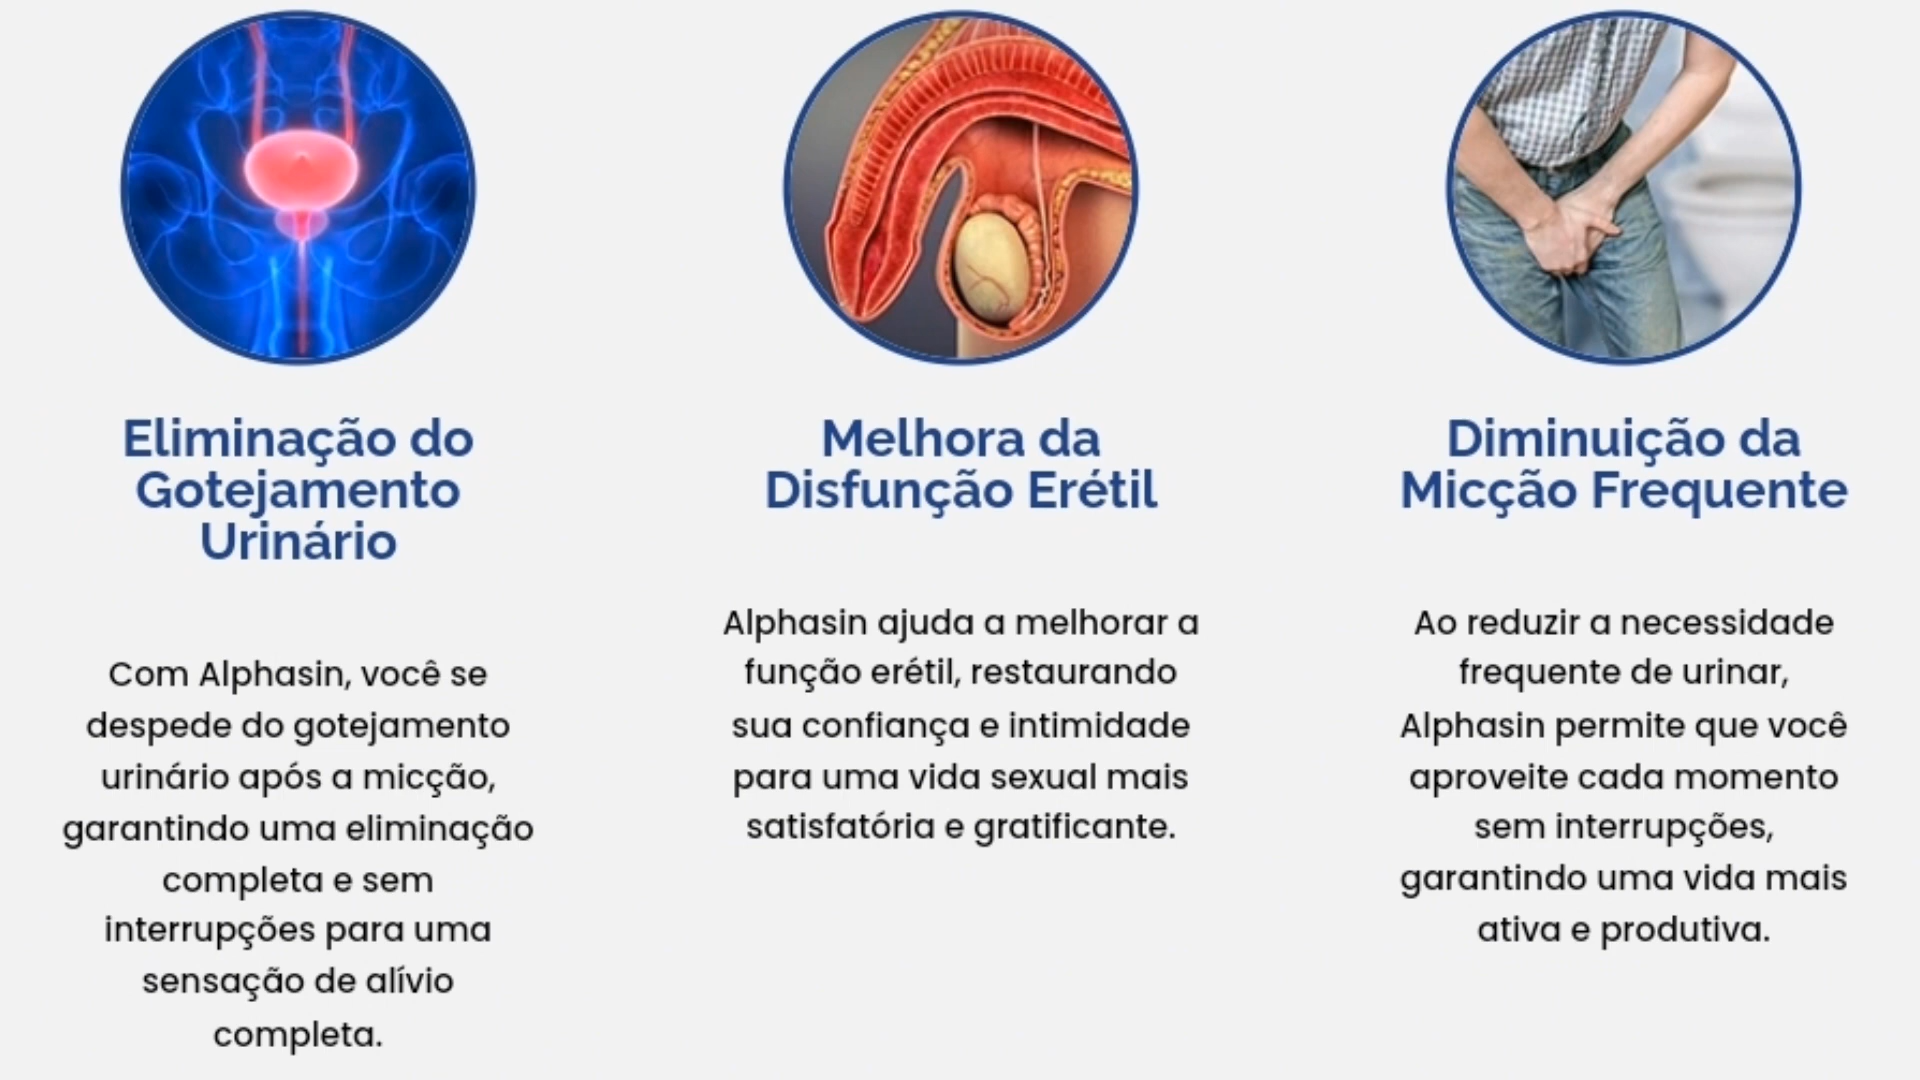 Eliminação do
Gotejamento
Urinário
Com Alphasin, você se
despede do gotejamento
urinário após a micção,
garantindo uma eliminação
completa e sem
interrupções para uma
sensação de alívio
completa.
Melhora da
Disfunção Erétil
Alphasin ajuda a melhorar a
função erétil, restaurando
sua confiança e intimidade
para uma vida sexual mais
satisfatória e gratificante.
Diminuição da
Micção Frequente
Ao reduzir a necessidade
frequente de urinar,
Alphasin permite que você
aproveite cada momento
sem interrupções,
garantindo uma vida mais
ativa e produtiva.